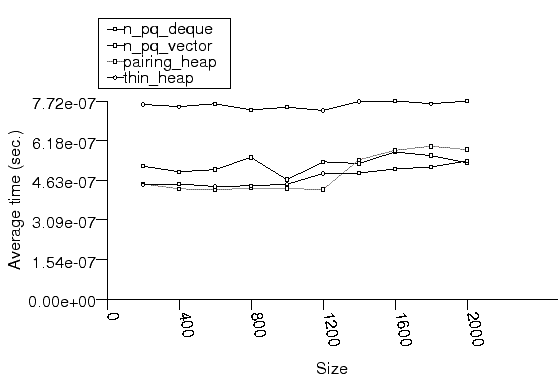 n_pq_deque
n_pq_vector
pairing_heap
thin_heap
7.72e-07
6.18e-07
4.63e-07
3.09e-07
1.54e-07
0.00e+00
Average time (sec.)
0
400
800
1200
1600
2000
Size